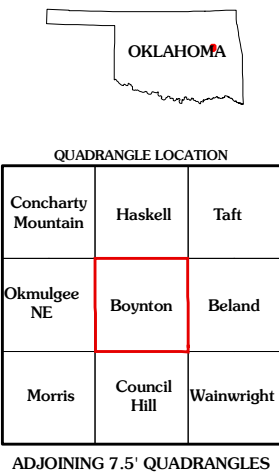 OKLAHOMA
QUADRANGLE LOCATION
Concharty
Mountain
Haskell
Taft
Okmulgee
NE
Boynton
Beland
Morris
Council
Hill
Wainwright
ADJOINING 7.5' QUADRANGLES